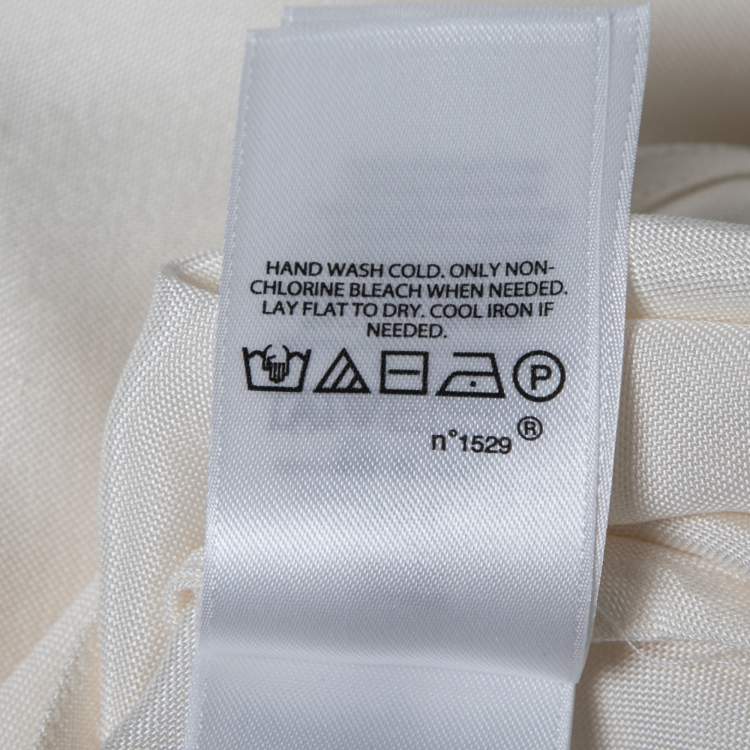 HAND WASH COLD. ONLY NON-
CHLORINE BLEACH WHEN NEEDED.
LAY FLAT TO DRY. COOL IRON IF
NEEDED.
P
n°1529®